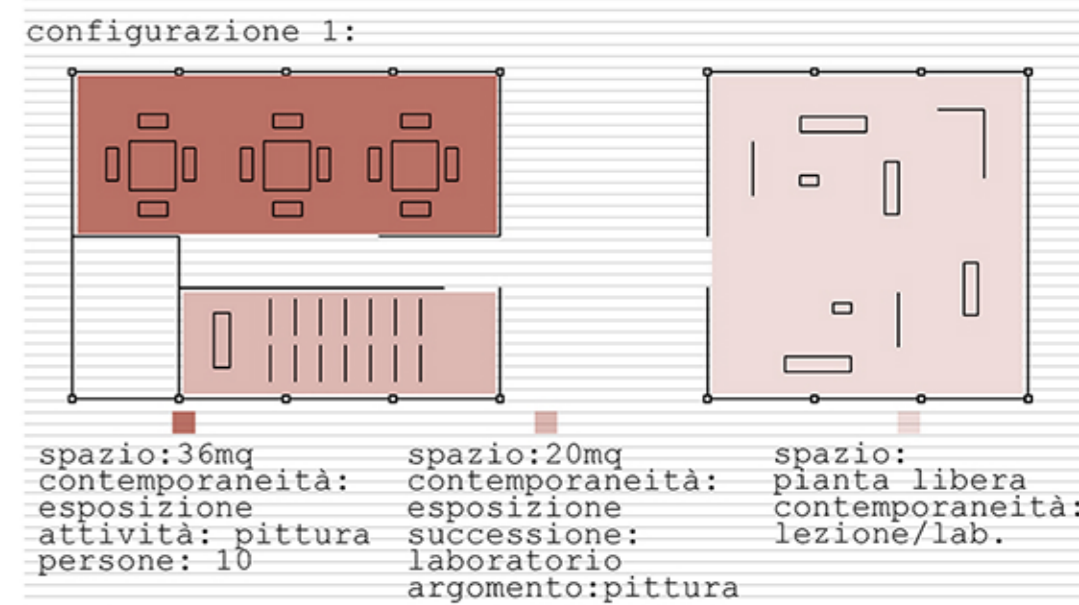 configurazione 1:
spazio:36mq
contemporaneità:
esposizione
attività: pittura
persone: 10
spazio:20mq
contemporaneità:
esposizione
successione:
laboratorio
argomento:pittura
spazio:
pianta libera
contemporaneità:
lezione/lab.